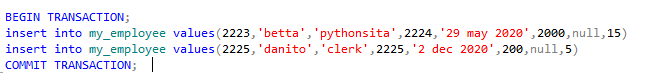 BEGIN TRANSACTION;
insert into my_employee values(2223,'betta','pythonsita',2224,'29 may 2020',2000,null,15)
insert into my_employee values(2225,'danito','clerk',2225,'2 dec 2020',200,null,5)
COMMIT TRANSACTION;